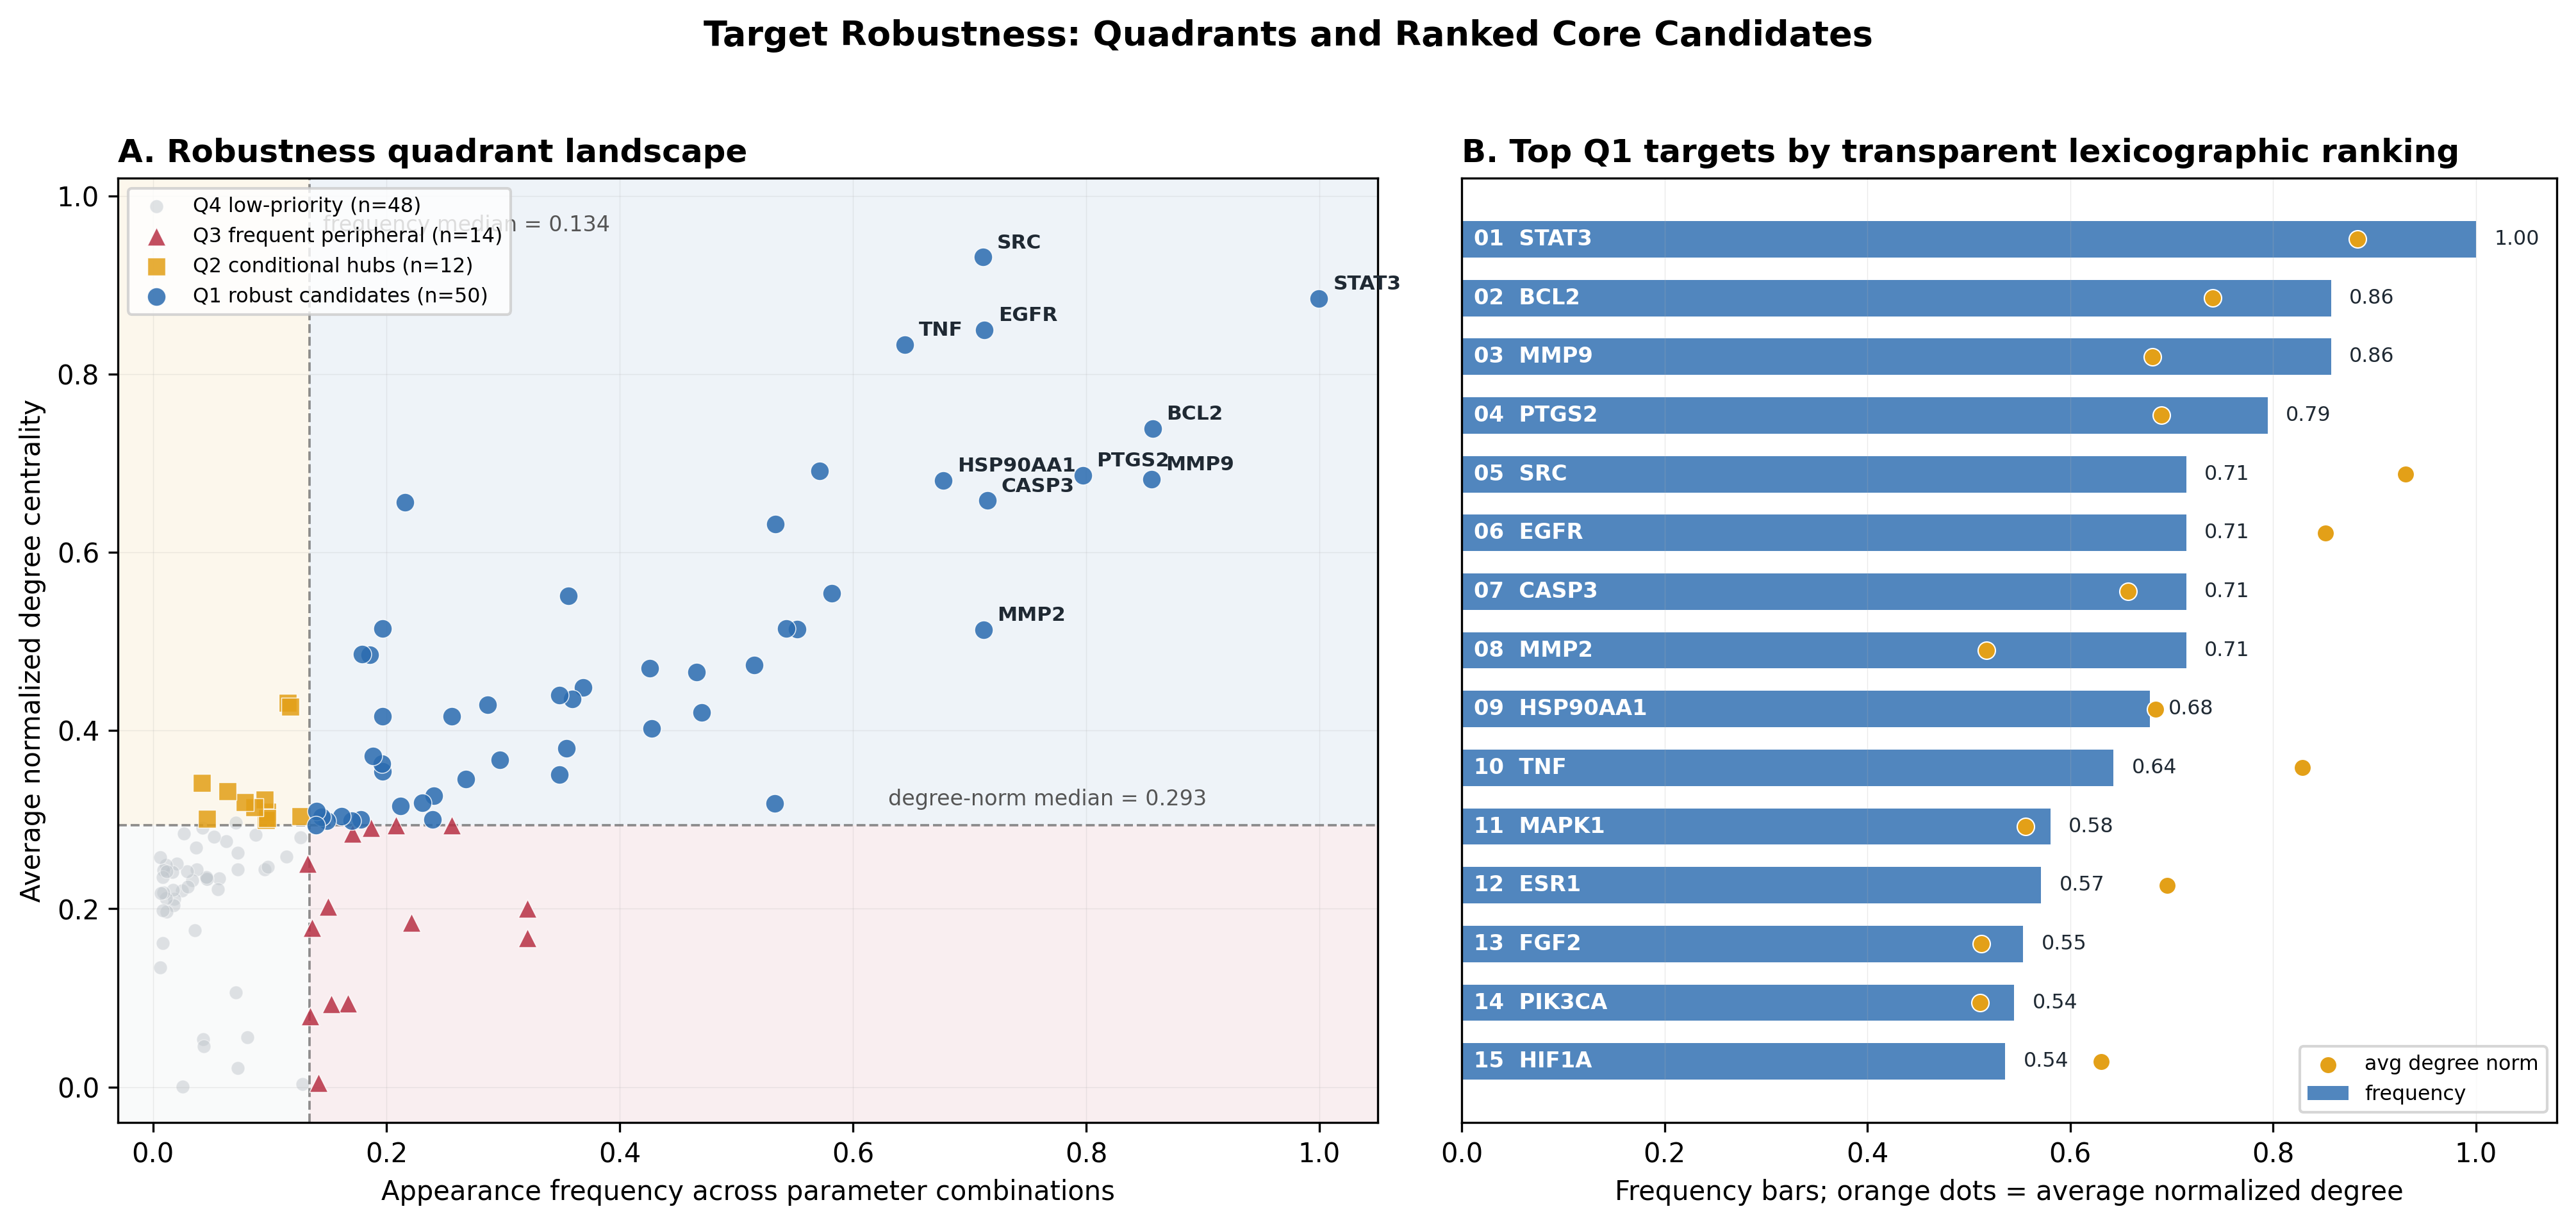 Target Robustness: Quadrants and Ranked Core Candidates
A. Robustness quadrant landscape
Q4 low-priority (n=48)
Q3 frequent peripheral (n=14)
Q2 conditional hubs (n=12)
Q1 robust candidates (n=50)
frequency median = 0.134
SRC
STAT3
EGFR
TNF
BCL2
HSP90AA1
PTGS2
MMP9
CASP3
MMP2
degree-norm median = 0.293
1.0
0.8
0.6
0.4
0.2
0.0
Average normalized degree centrality
0.0 0.2 0.4 0.6 0.8 1.0
Appearance frequency across parameter combinations
B. Top Q1 targets by transparent lexicographic ranking
01 STAT3 1.00
02 BCL2 0.86
03 MMP9 0.86
04 PTGS2 0.79
05 SRC 0.71
06 EGFR 0.71
07 CASP3 0.71
08 MMP2 0.71
09 HSP90AA1 0.68
10 TNF 0.64
11 MAPK1 0.58
12 ESR1 0.57
13 FGF2 0.55
14 PIK3CA 0.54
15 HIF1A 0.54
avg degree norm
frequency
0.0 0.2 0.4 0.6 0.8 1.0
Frequency bars; orange dots = average normalized degree